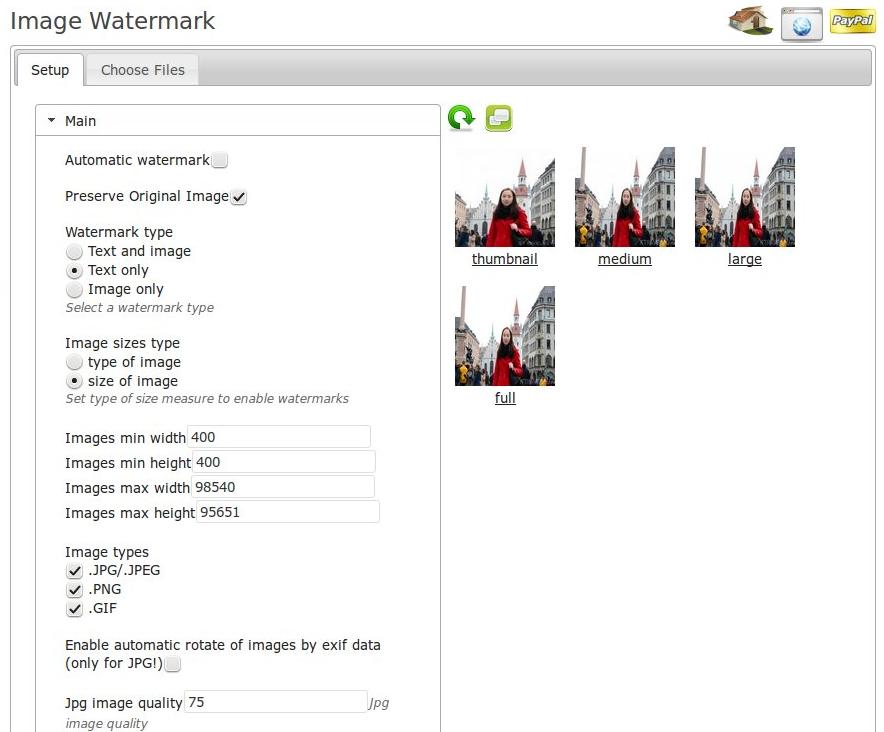 Image Watermark
PayPal
Setup
Choose Files
Main
Automatic watermark
Preserve Original Image
Watermark type
Text and image
Text only
Image only
Select a watermark type
Image sizes type
type of image
size of image
Set type of size measure to enable watermarks
Images min width 400
Images min height 400
Images max width 98540
Images max height 95651
Image types
.JPG/.JPEG
.PNG
.GIF
Enable automatic rotate of images by exif data
(only for JPG!)
Jpg image quality 75 Jpg
image quality
thumbnail
medium
large
full